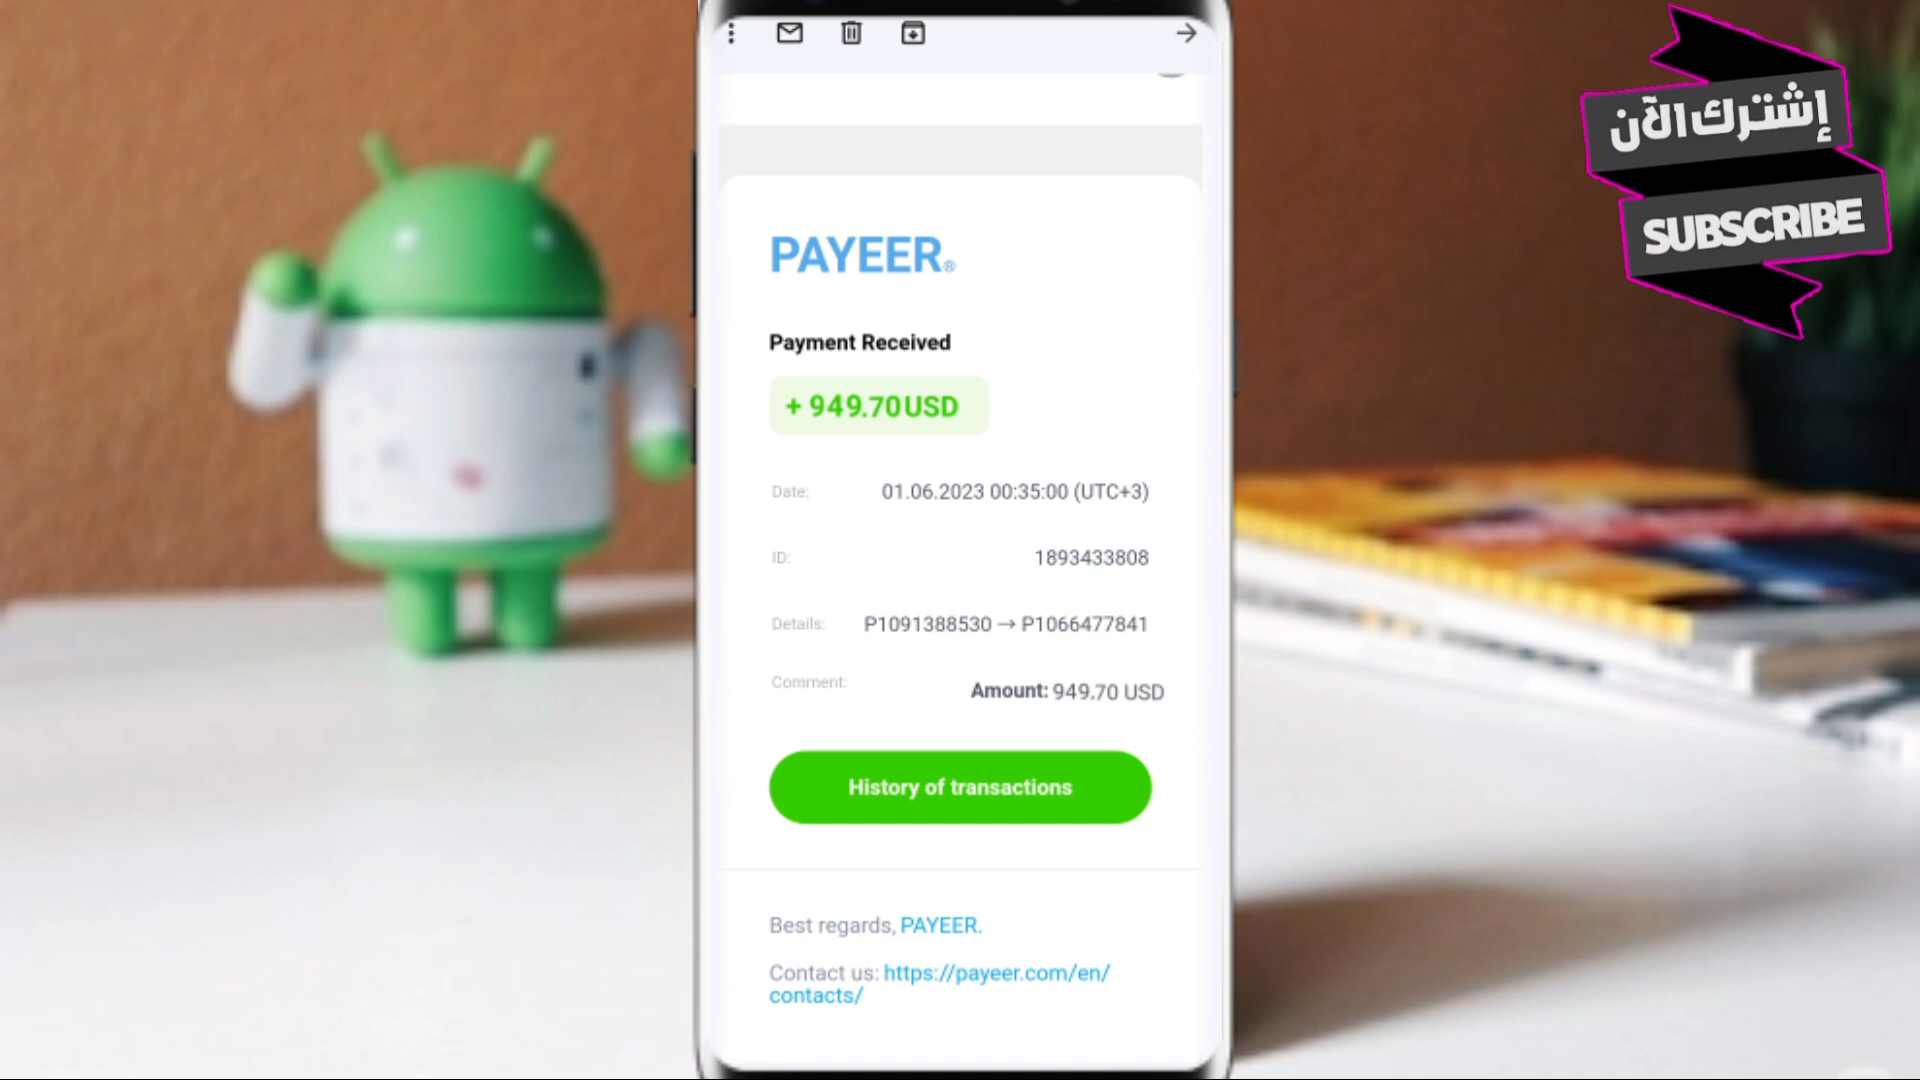 إشترك الآن
SUBSCRIBE
PAYEER®
Payment Received
+ 949.70 USD
Date: 01.06.2023 00:35:00 (UTC+3)
ID: 1893433808
Details: P1091388530 → P1066477841
Comment: Amount: 949.70 USD
History of transactions
Best regards, PAYEER.
Contact us: https://payeer.com/en/
contacts/